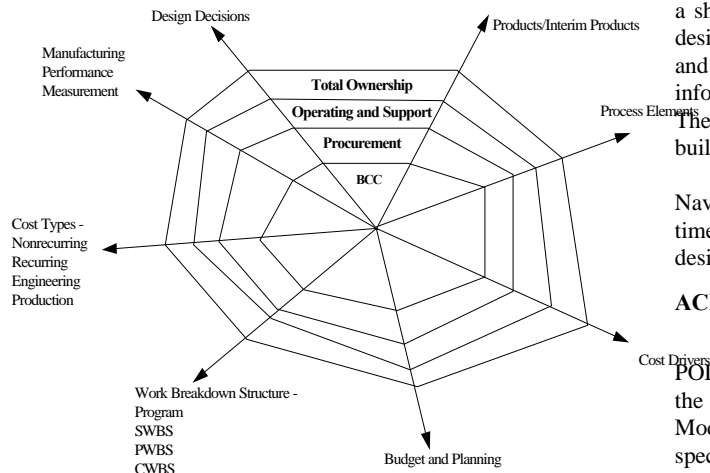 Design Decisions
Products/Interim Products
Manufacturing
Performance
Measurement
Total Ownership
Operating and Support
Process Elements
Procurement
BCC
Cost Types -
Nonrecurring
Recurring
Engineering
Production
Cost Drivers
Work Breakdown Structure -
Program
SWBS
PWBS
CWBS
Budget and Planning
a sh
desi
and
info
The
buil
Nav
time
desi
the
Mod
spec